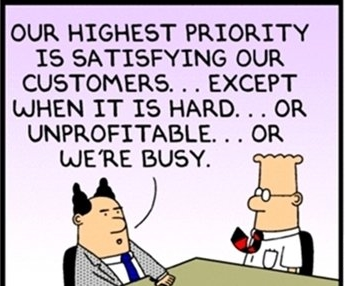 OUR HIGHEST PRIORITY
IS SATISFYING OUR
CUSTOMERS... EXCEPT
WHEN IT IS HARD... OR
UNPROFITABLE... OR
WE'RE BUSY.